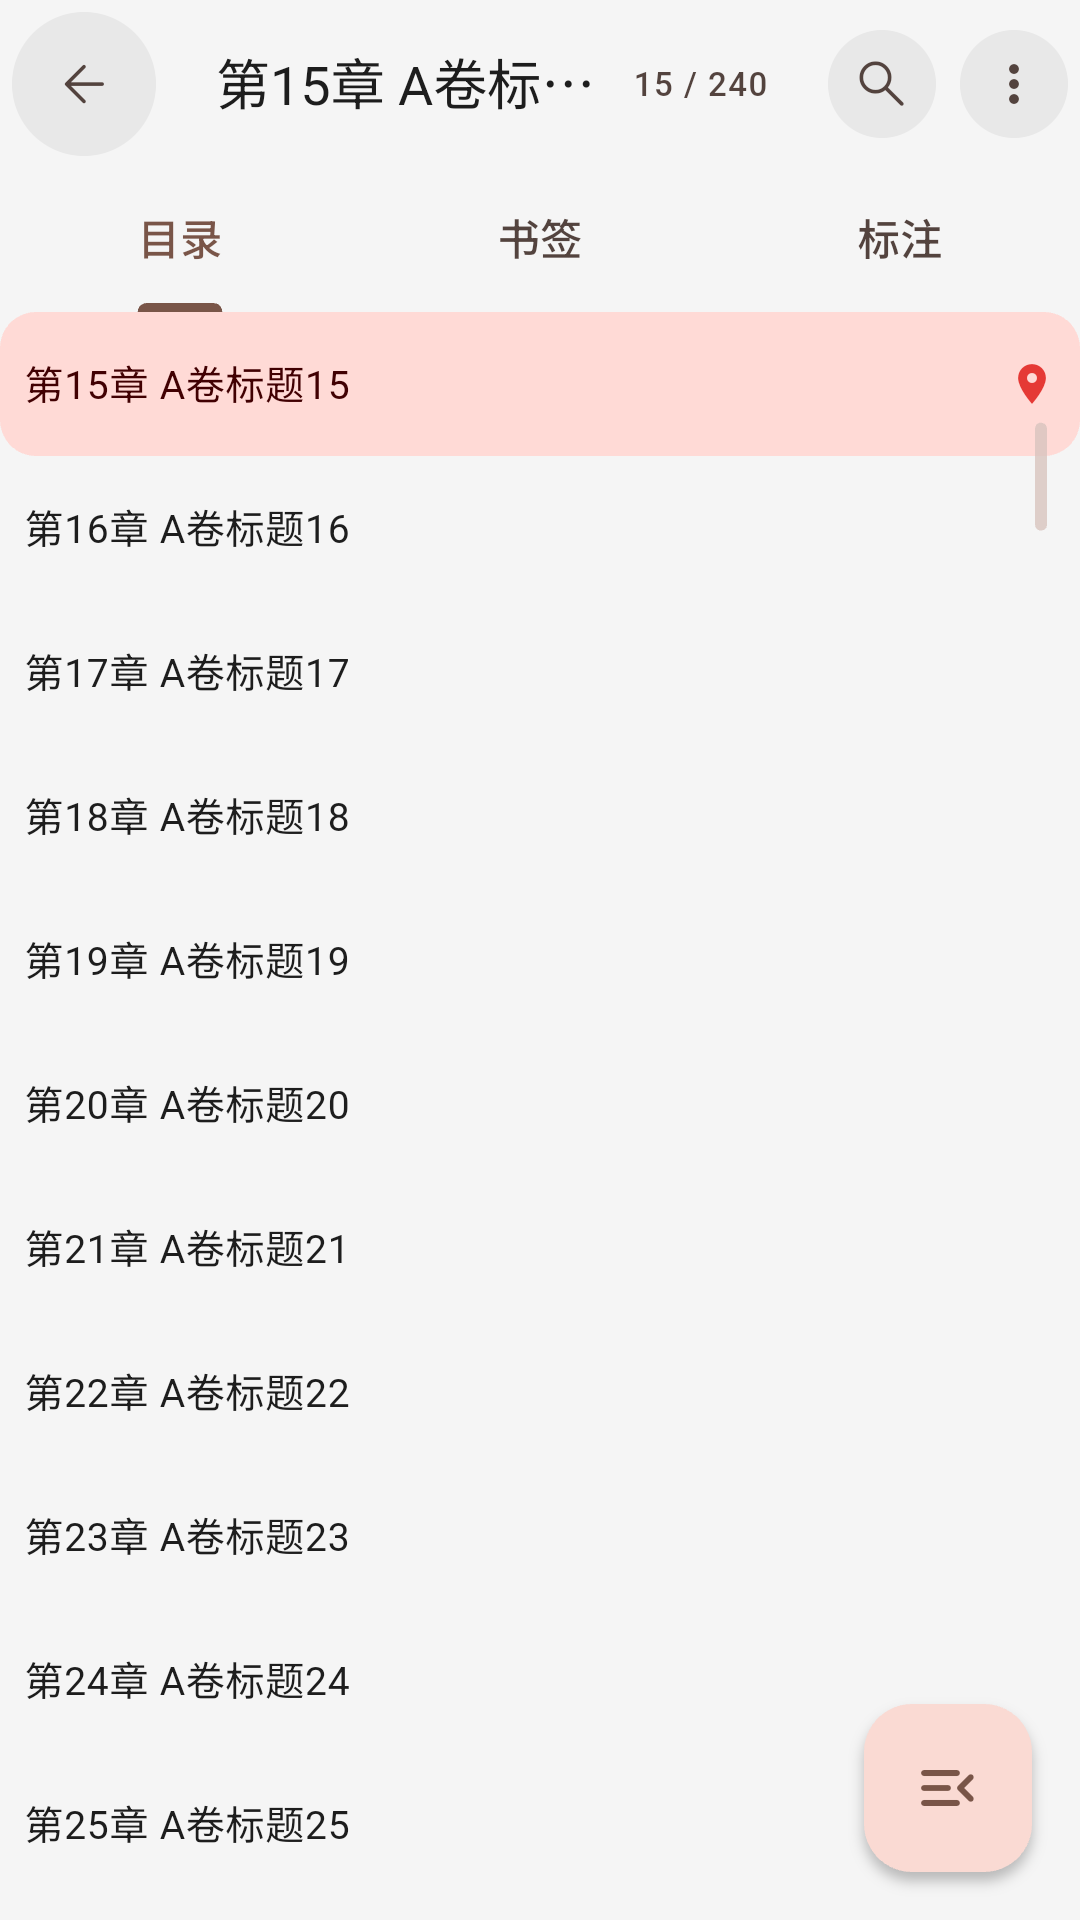 第15章 A卷标… 15 / 240
目录 书签 标注
第15章 A卷标题15
第16章 A卷标题16
第17章 A卷标题17
第18章 A卷标题18
第19章 A卷标题19
第20章 A卷标题20
第21章 A卷标题21
第22章 A卷标题22
第23章 A卷标题23
第24章 A卷标题24
第25章 A卷标题25